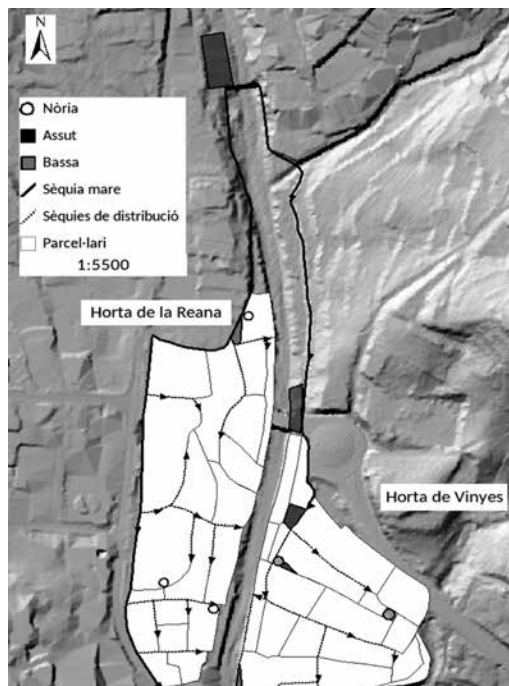 N
Nòria
Assut
Bassa
Sèquia mare
Sèquies de distribució
Parcel·lari
1:5500
Horta de la Reana
Horta de Vinyes